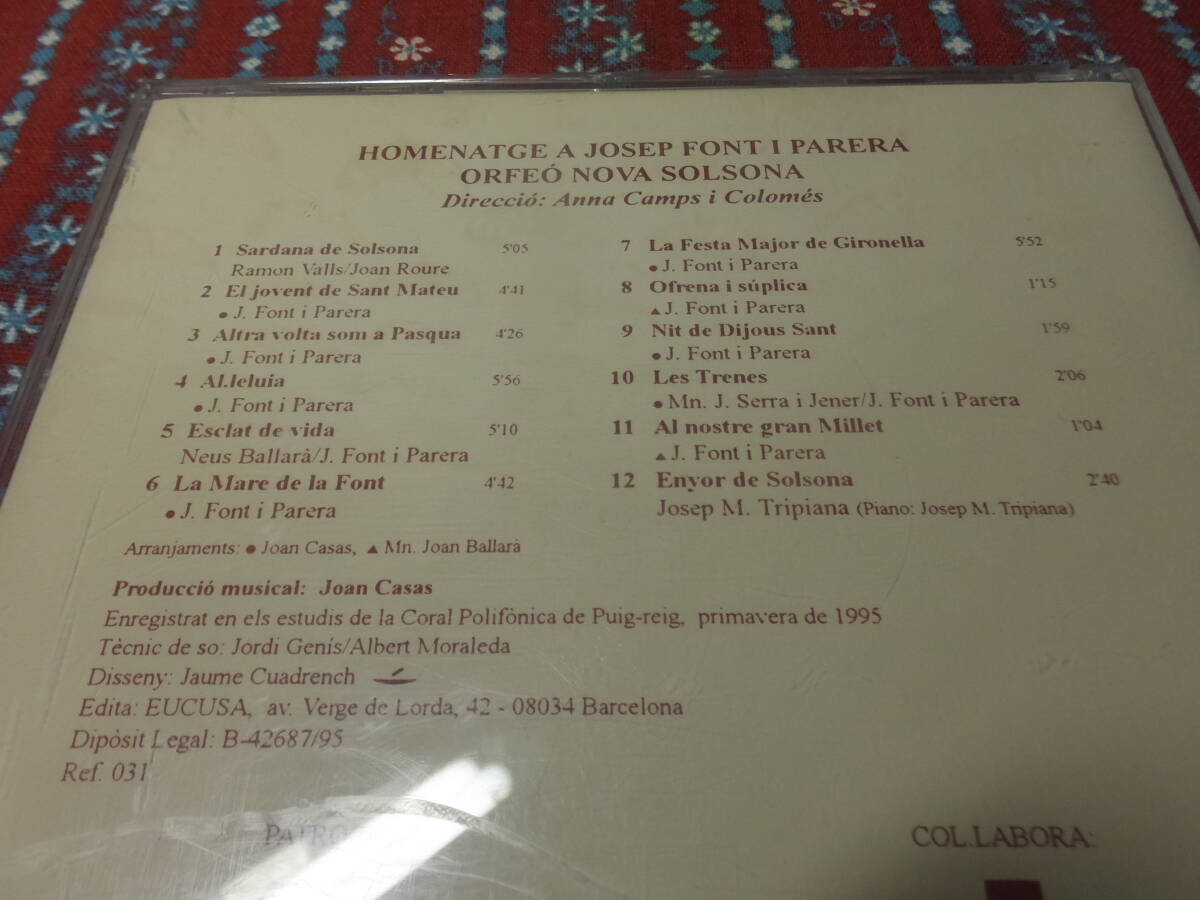 HOMENATGE A JOSEP FONT I PARERA
ORFEÓ NOVA SOLSONA
Direcció: Anna Camps i Colomés
1 Sardana de Solsona 5'05
Ramon Valls/Joan Roure
2 El jovent de Sant Mateu 4'41
● J. Font i Parera
3 Altra volta som a Pasqua 4'26
● J. Font i Parera
4 Al.leluia 5'56
● J. Font i Parera
5 Esclat de vida 5'10
Neus Ballarà/J. Font i Parera
6 La Mare de la Font 4'42
● J. Font i Parera
7 La Festa Major de Gironella 5'52
● J. Font i Parera
8 Ofrena i súplica 1'15
▲ J. Font i Parera
9 Nit de Dijous Sant 1'59
● J. Font i Parera
10 Les Trenes 2'06
● Mn. J. Serra i Jener/J. Font i Parera
11 Al nostre gran Millet 1'04
▲ J. Font i Parera
12 Enyor de Solsona 2'40
Josep M. Tripiana (Piano: Josep M. Tripiana)
Arranjaments: ● Joan Casas, ▲ Mn. Joan Ballarà
Producció musical: Joan Casas
Enregistrat en els estudis de la Coral Polifònica de Puig-reig, primavera de 1995
Tècnic de so: Jordi Genís/Albert Moraleda
Disseny: Jaume Cuadrench
Edita: EUCUSA, av. Verge de Lorda, 42 - 08034 Barcelona
Dipòsit Legal: B-42687/95
Ref. 031
COL.LABORA: